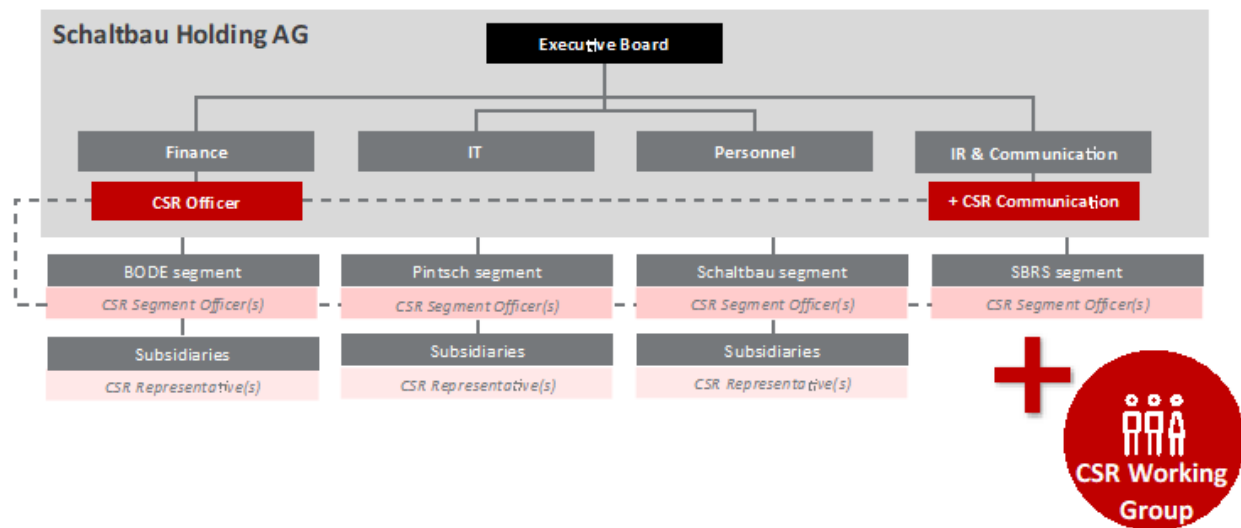 Schaltbau Holding AG
Executive Board
Finance
IT
Personnel
IR & Communication
CSR Officer
+ CSR Communication
BODE segment
Pintsch segment
Schaltbau segment
SBRS segment
CSR Segment Officer(s)
CSR Segment Officer(s)
CSR Segment Officer(s)
CSR Segment Officer(s)
Subsidiaries
Subsidiaries
Subsidiaries
CSR Representative(s)
CSR Representative(s)
CSR Representative(s)
CSR Working
Group